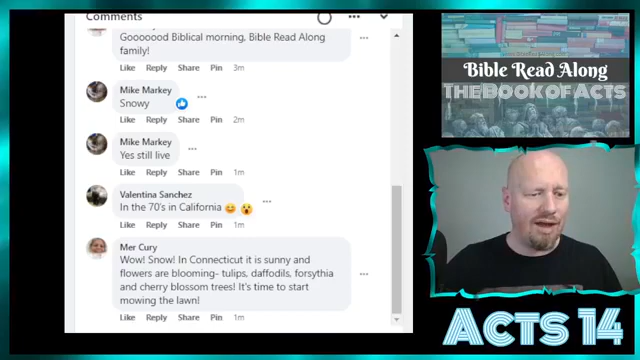 Comments
Gooooood Biblical morning, Bible Read Along
family!
Like Reply Share Pin 3m
Mike Markey
Snowy
Like Reply Share Pin 2m
Mike Markey
Yes still live
Like Reply Share Pin 1m
Valentina Sanchez
In the 70's in California 😊 😮
Like Reply Share Pin 1m
Mer Cury
Wow! Snow! In Connecticut it is sunny and
flowers are blooming- tulips, daffodils, forsythia
and cherry blossom trees! It's time to start
mowing the lawn!
Like Reply Share Pin 1m
Bible Read Along
THE BOOK OF ACTS
ACTS 14